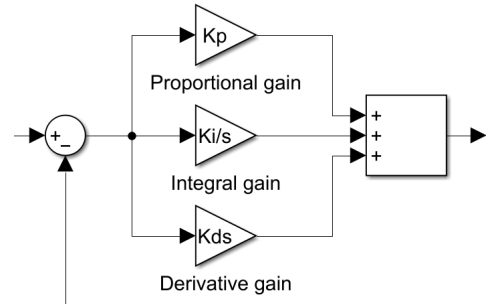 Kp
Proportional gain
+
+
−
Ki/s
+
+
Integral gain
Kds
Derivative gain